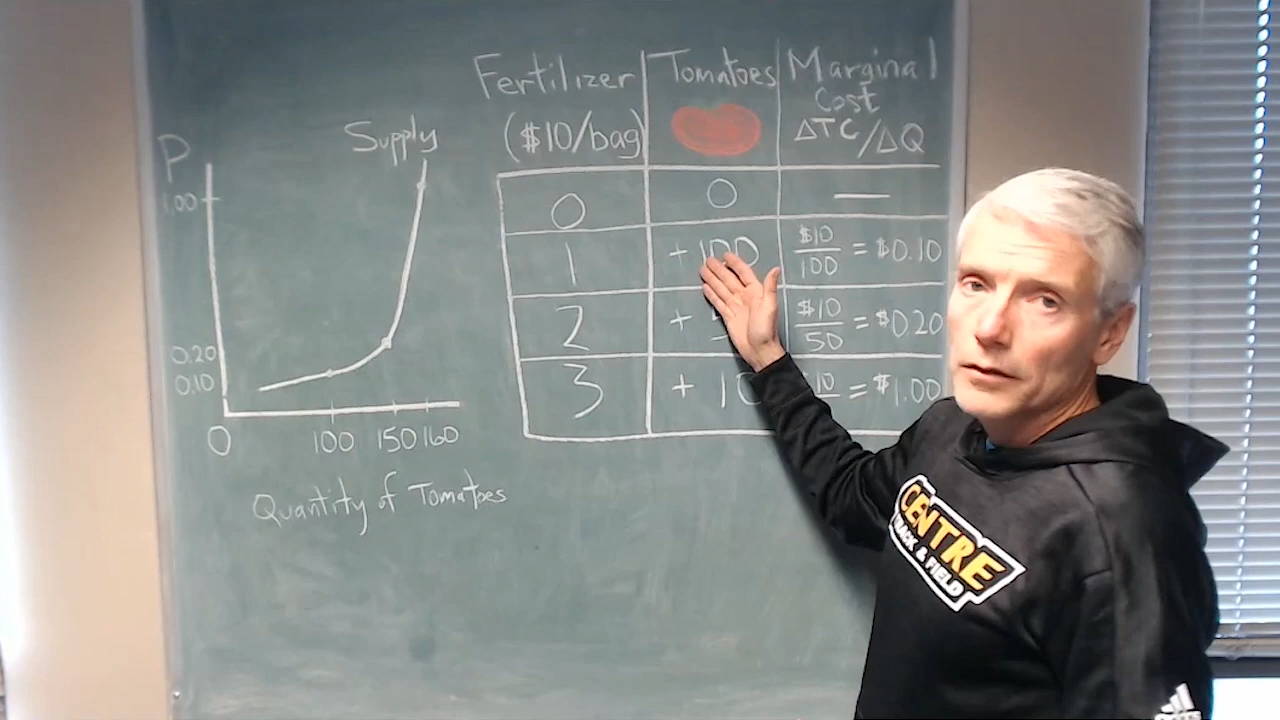 Fertilizer
($10/bag)
Tomatoes
Marginal
Cost
ΔTC/ΔQ
0 0 —
1 + 100 $10/100 = $0.10
2 + $10/50 = $0.20
3 + 10 = $1.00
P
Supply
1.00
0.20
0.10
0 100 150 160
Quantity of Tomatoes
CENTRE
TRACK & FIELD